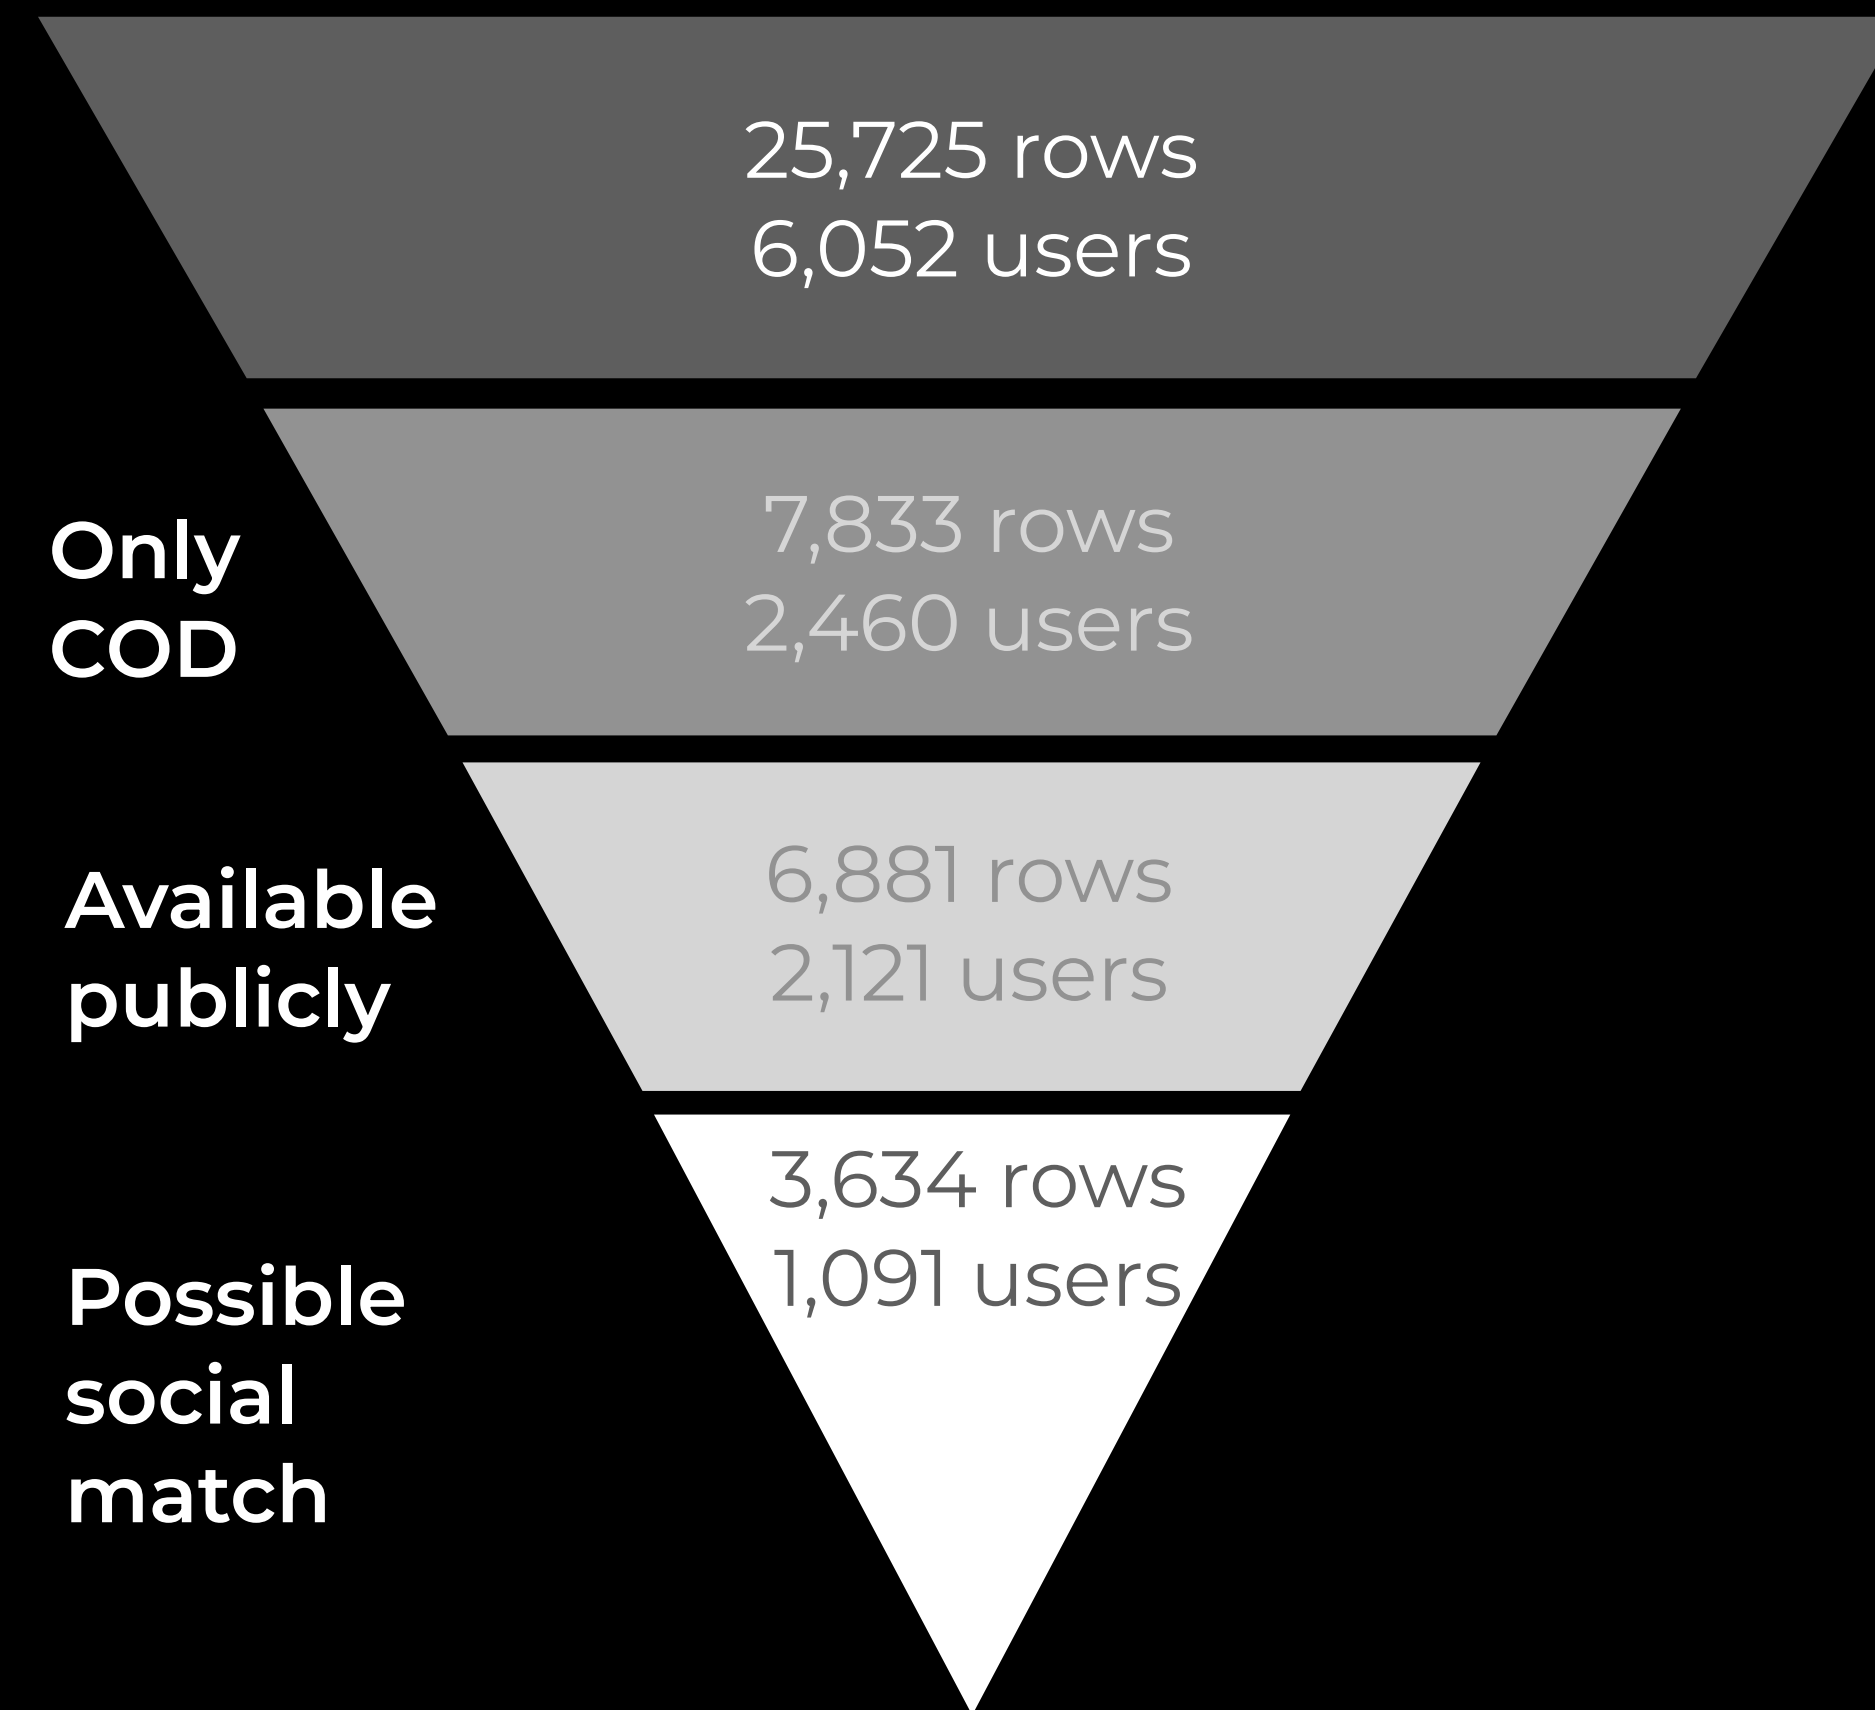 25,725 rows
6,052 users
Only
COD
7,833 rows
2,460 users
Available
publicly
6,881 rows
2,121 users
Possible
social
match
3,634 rows
1,091 users